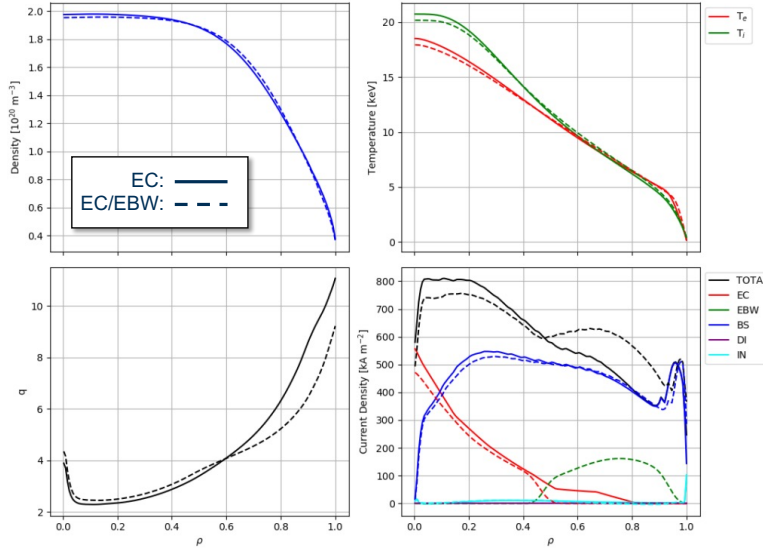 Density [10²⁰ m⁻³]
2.0
1.8
1.6
1.4
1.2
1.0
0.8
0.6
0.4
EC:
EC/EBW:
Temperature [keV]
20
15
10
5
0
Tₑ
Tᵢ
q
10
8
6
4
2
0.0 0.2 0.4 0.6 0.8 1.0
ρ
Current Density [kA m⁻²]
800
700
600
500
400
300
200
100
0
0.0 0.2 0.4 0.6 0.8 1.0
ρ
TOTA
EC
EBW
BS
DI
IN